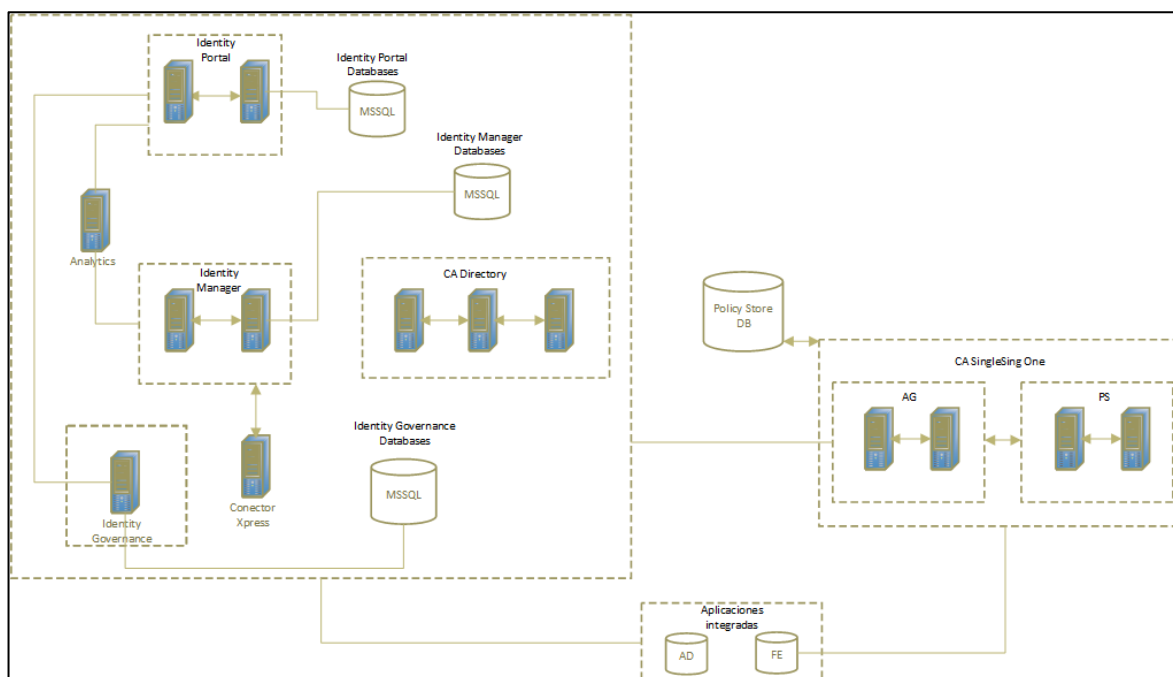 Identity
Portal
Identity Portal
Databases
MSSQL
Identity Manager
Databases
MSSQL
Analytics
Identity
Manager
CA Directory
Policy Store
DB
CA SingleSing One
AG
PS
Identity Governance
Databases
MSSQL
Conector
Xpress
Identity
Governance
Aplicaciones
integradas
AD
FE